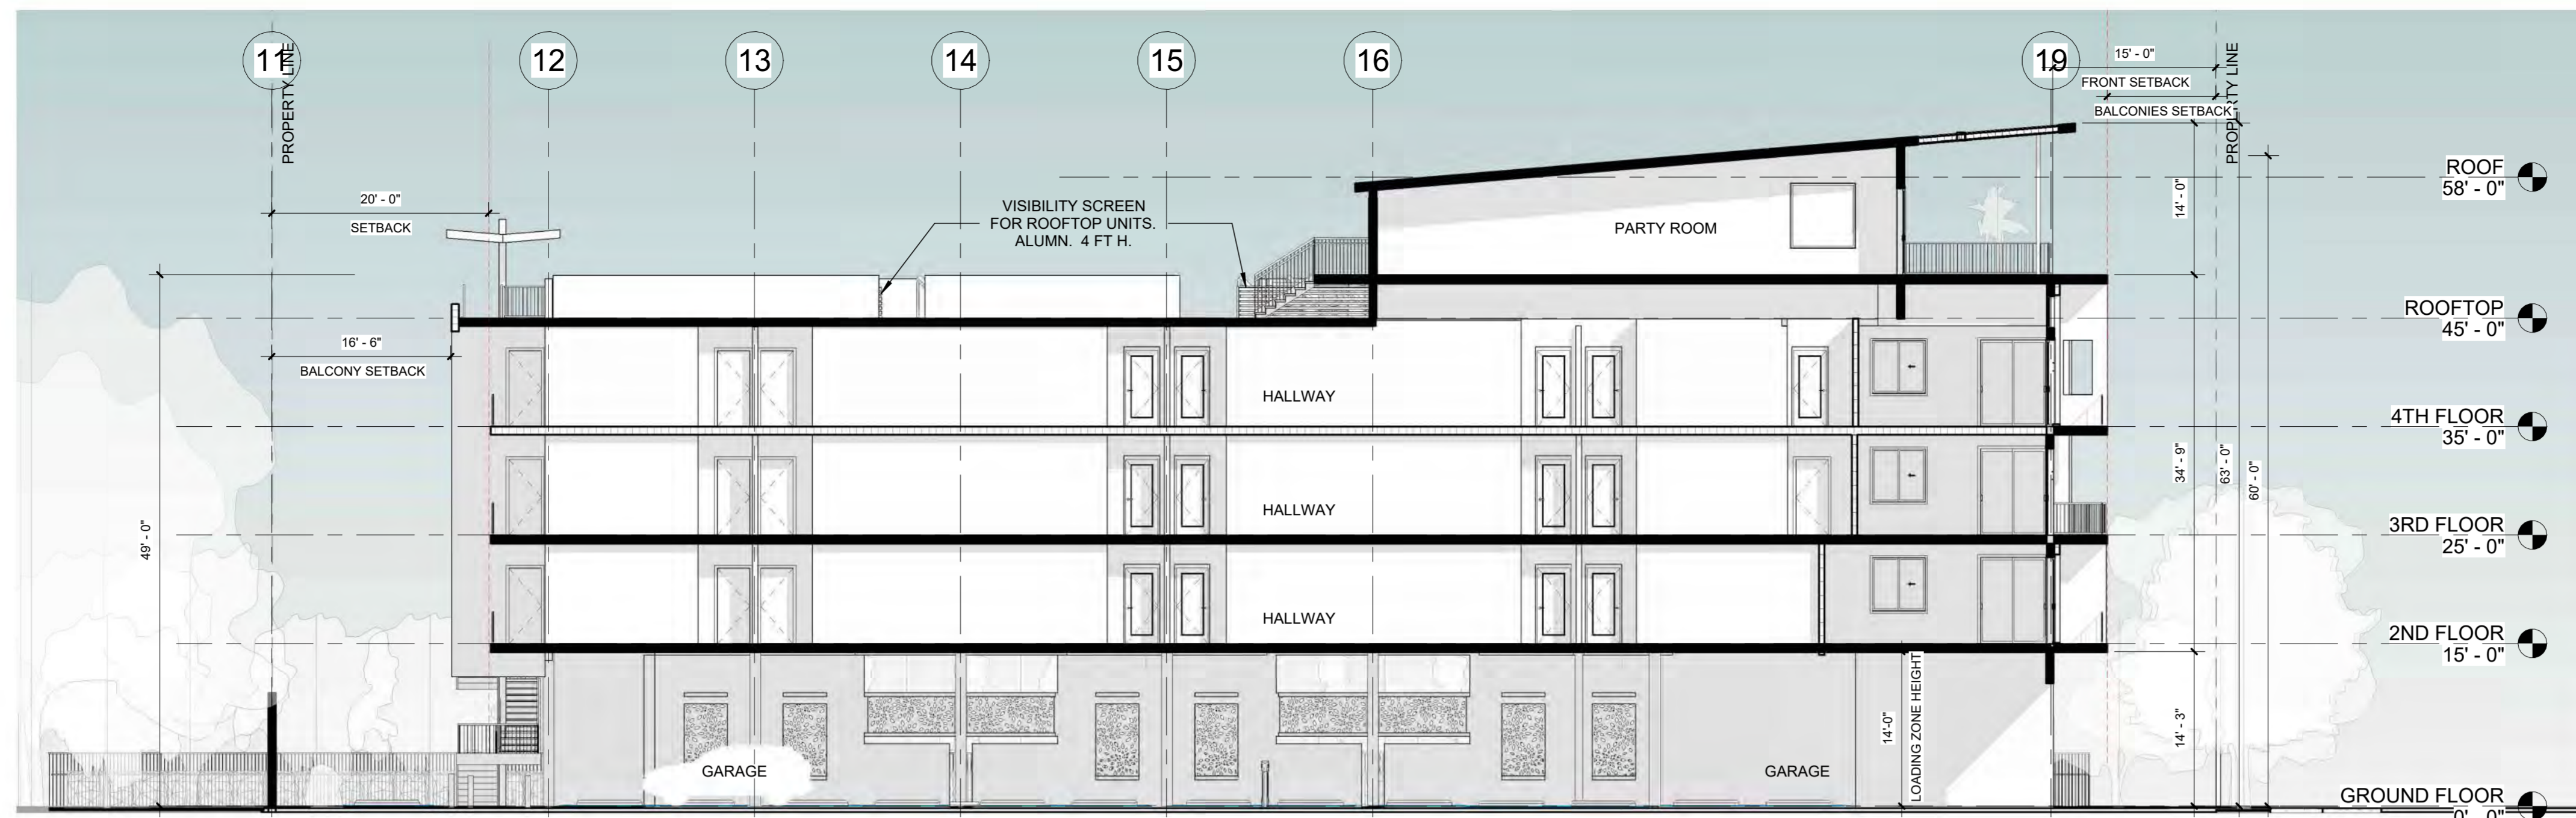 11
12
13
14
15
16
19
PROPERTY LINE
15' - 0"
FRONT SETBACK
BALCONIES SETBACK
PROPERTY LINE
20' - 0"
SETBACK
VISIBILITY SCREEN
FOR ROOFTOP UNITS.
ALUMN. 4 FT H.
PARTY ROOM
14' - 0"
ROOF
58' - 0"
ROOFTOP
45' - 0"
16' - 6"
BALCONY SETBACK
HALLWAY
4TH FLOOR
35' - 0"
49' - 0"
HALLWAY
34' - 9"
63' - 0"
60' - 0"
3RD FLOOR
25' - 0"
HALLWAY
2ND FLOOR
15' - 0"
GARAGE
GARAGE
14'-0"
LOADING ZONE HEIGHT
14' - 3"
GROUND FLOOR
0' - 0"